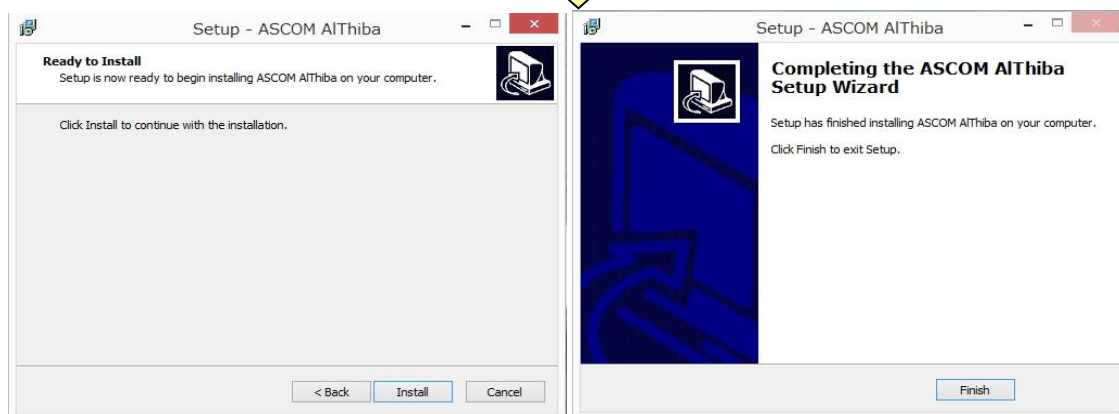 Setup - ASCOM AlThiba
Ready to Install
Setup is now ready to begin installing ASCOM AlThiba on your computer.
Click Install to continue with the installation.
< Back
Install
Cancel
Setup - ASCOM AlThiba
Completing the ASCOM AlThiba
Setup Wizard
Setup has finished installing ASCOM AlThiba on your computer.
Click Finish to exit Setup.
Finish